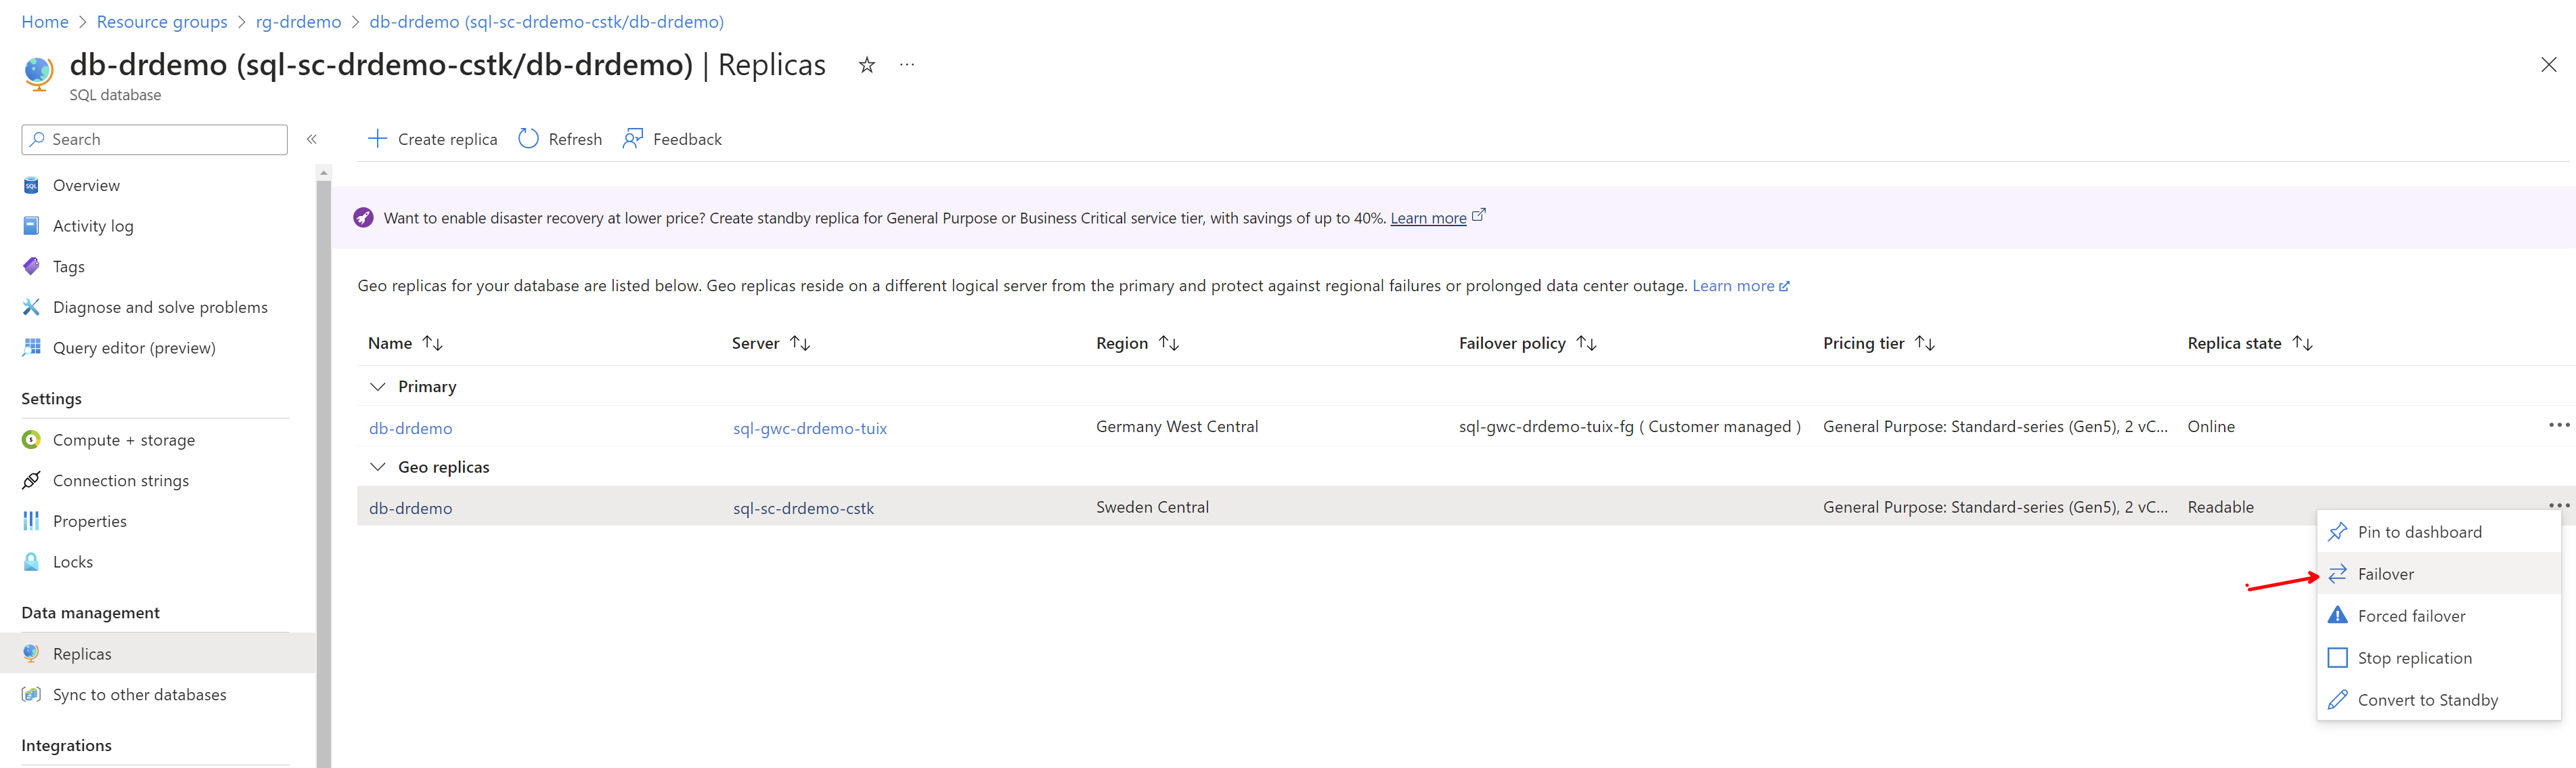 Home > Resource groups > rg-drdemo > db-drdemo (sql-sc-drdemo-cstk/db-drdemo)
db-drdemo (sql-sc-drdemo-cstk/db-drdemo) | Replicas
SQL database
Search
Create replica Refresh Feedback
Overview
Activity log
Tags
Diagnose and solve problems
Query editor (preview)
Settings
Compute + storage
Connection strings
Properties
Locks
Data management
Replicas
Sync to other databases
Integrations
Want to enable disaster recovery at lower price? Create standby replica for General Purpose or Business Critical service tier, with savings of up to 40%. Learn more
Geo replicas for your database are listed below. Geo replicas reside on a different logical server from the primary and protect against regional failures or prolonged data center outage. Learn more
Name Server Region Failover policy Pricing tier Replica state
Primary
db-drdemo sql-gwc-drdemo-tuix Germany West Central sql-gwc-drdemo-tuix-fg ( Customer managed ) General Purpose: Standard-series (Gen5), 2 vC... Online
Geo replicas
db-drdemo sql-sc-drdemo-cstk Sweden Central General Purpose: Standard-series (Gen5), 2 vC... Readable
Pin to dashboard
Failover
Forced failover
Stop replication
Convert to Standby